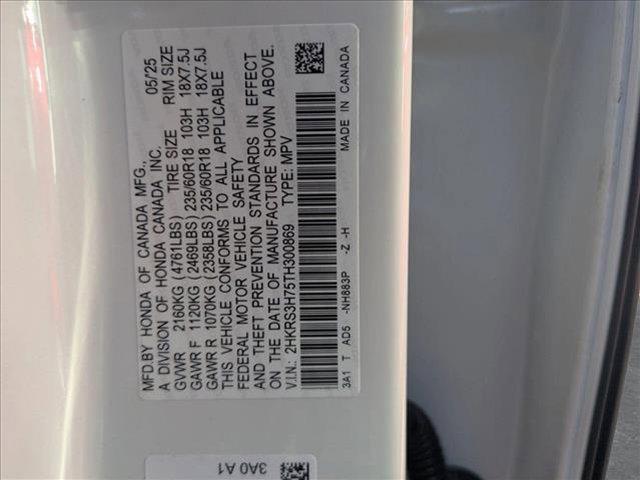 MFD.BY HONDA OF CANADA MFG., 05/25
A DIVISION OF HONDA CANADA INC.
GVWR 2160KG (4761LBS) TIRE SIZE RIM SIZE
GAWR F 1120KG (2469LBS) 235/60R18 103H 18X7.5J
GAWR R 1070KG (2358LBS) 235/60R18 103H 18X7.5J
THIS VEHICLE CONFORMS TO ALL APPLICABLE
FEDERAL MOTOR VEHICLE SAFETY
AND THEFT PREVENTION STANDARDS IN EFFECT
ON THE DATE OF MANUFACTURE SHOWN ABOVE.
V.I.N.: 2HKRS3H75TH300869 TYPE: MPV
3A1 T AD5 -NH883P -Z -H MADE IN CANADA
3A0 A1